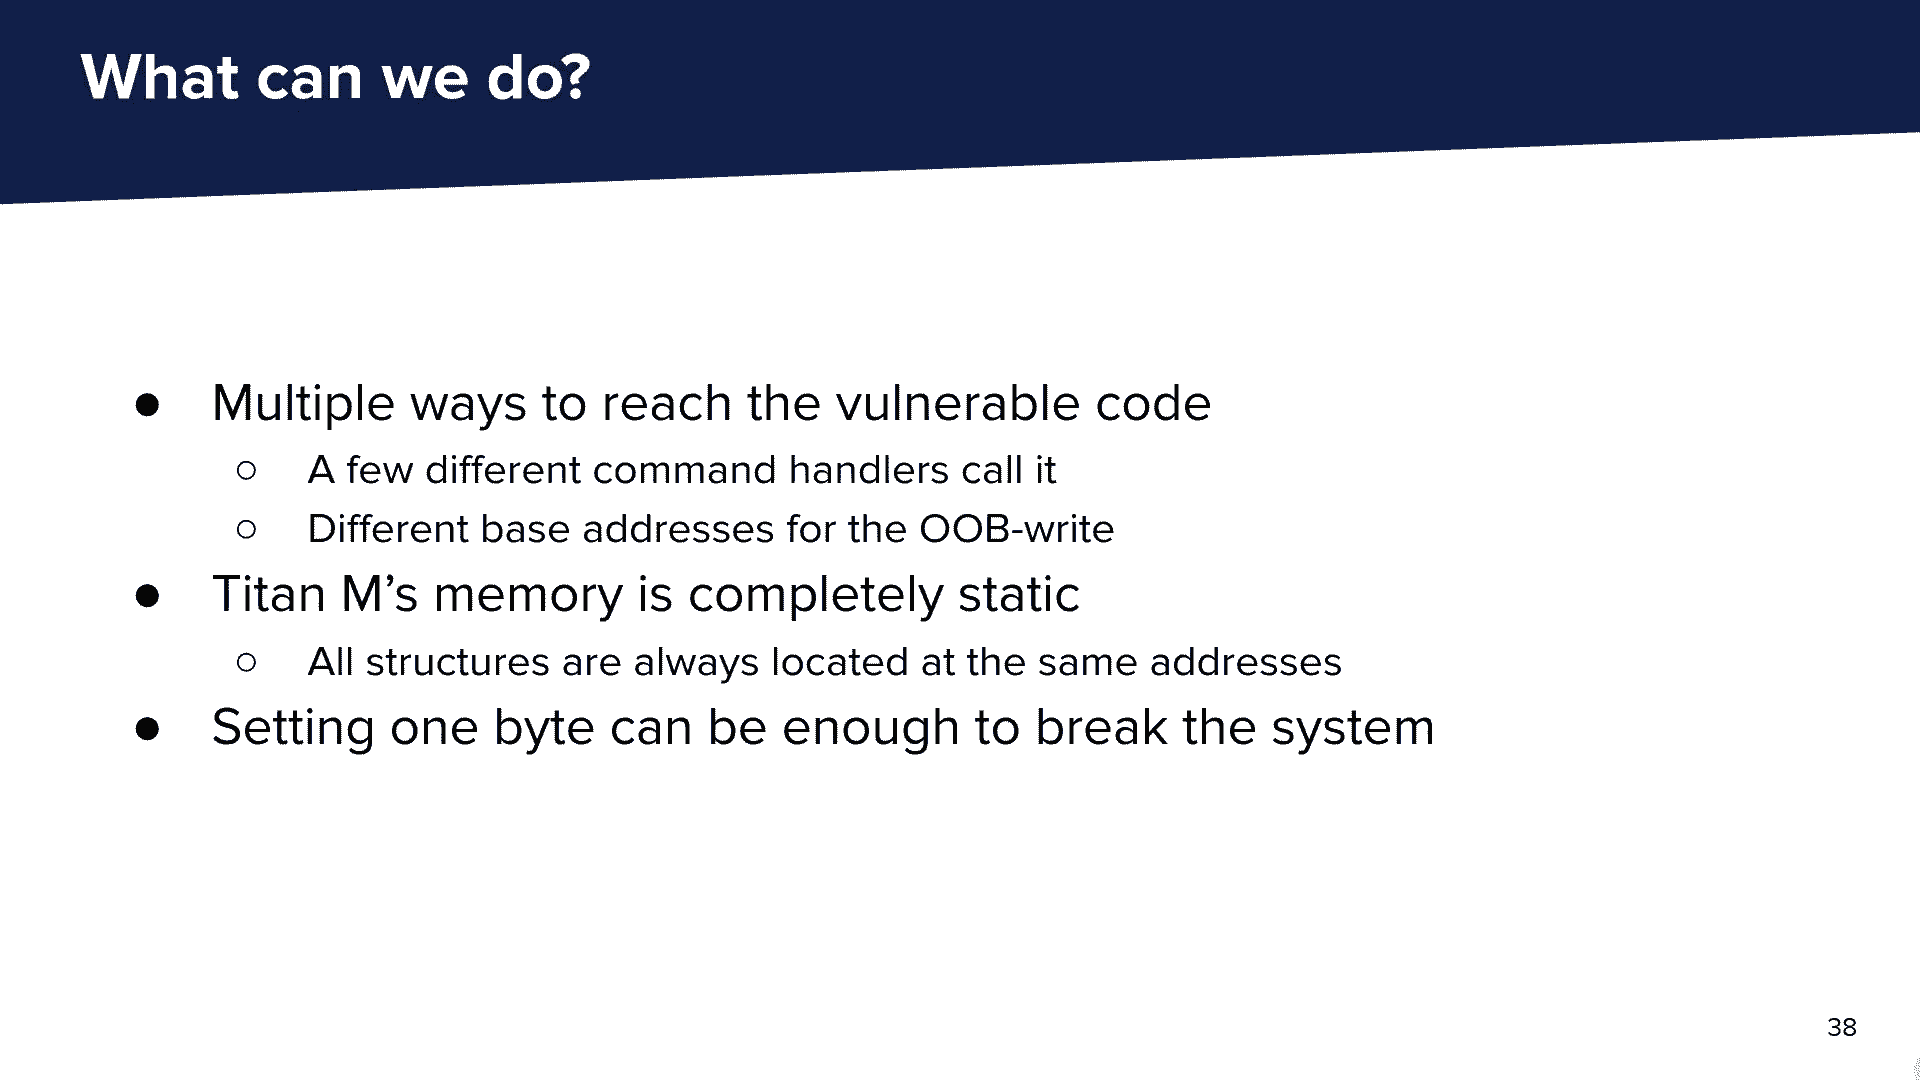 What can we do?
● Multiple ways to reach the vulnerable code
○ A few different command handlers call it
○ Different base addresses for the OOB-write
● Titan M’s memory is completely static
○ All structures are always located at the same addresses
● Setting one byte can be enough to break the system
38